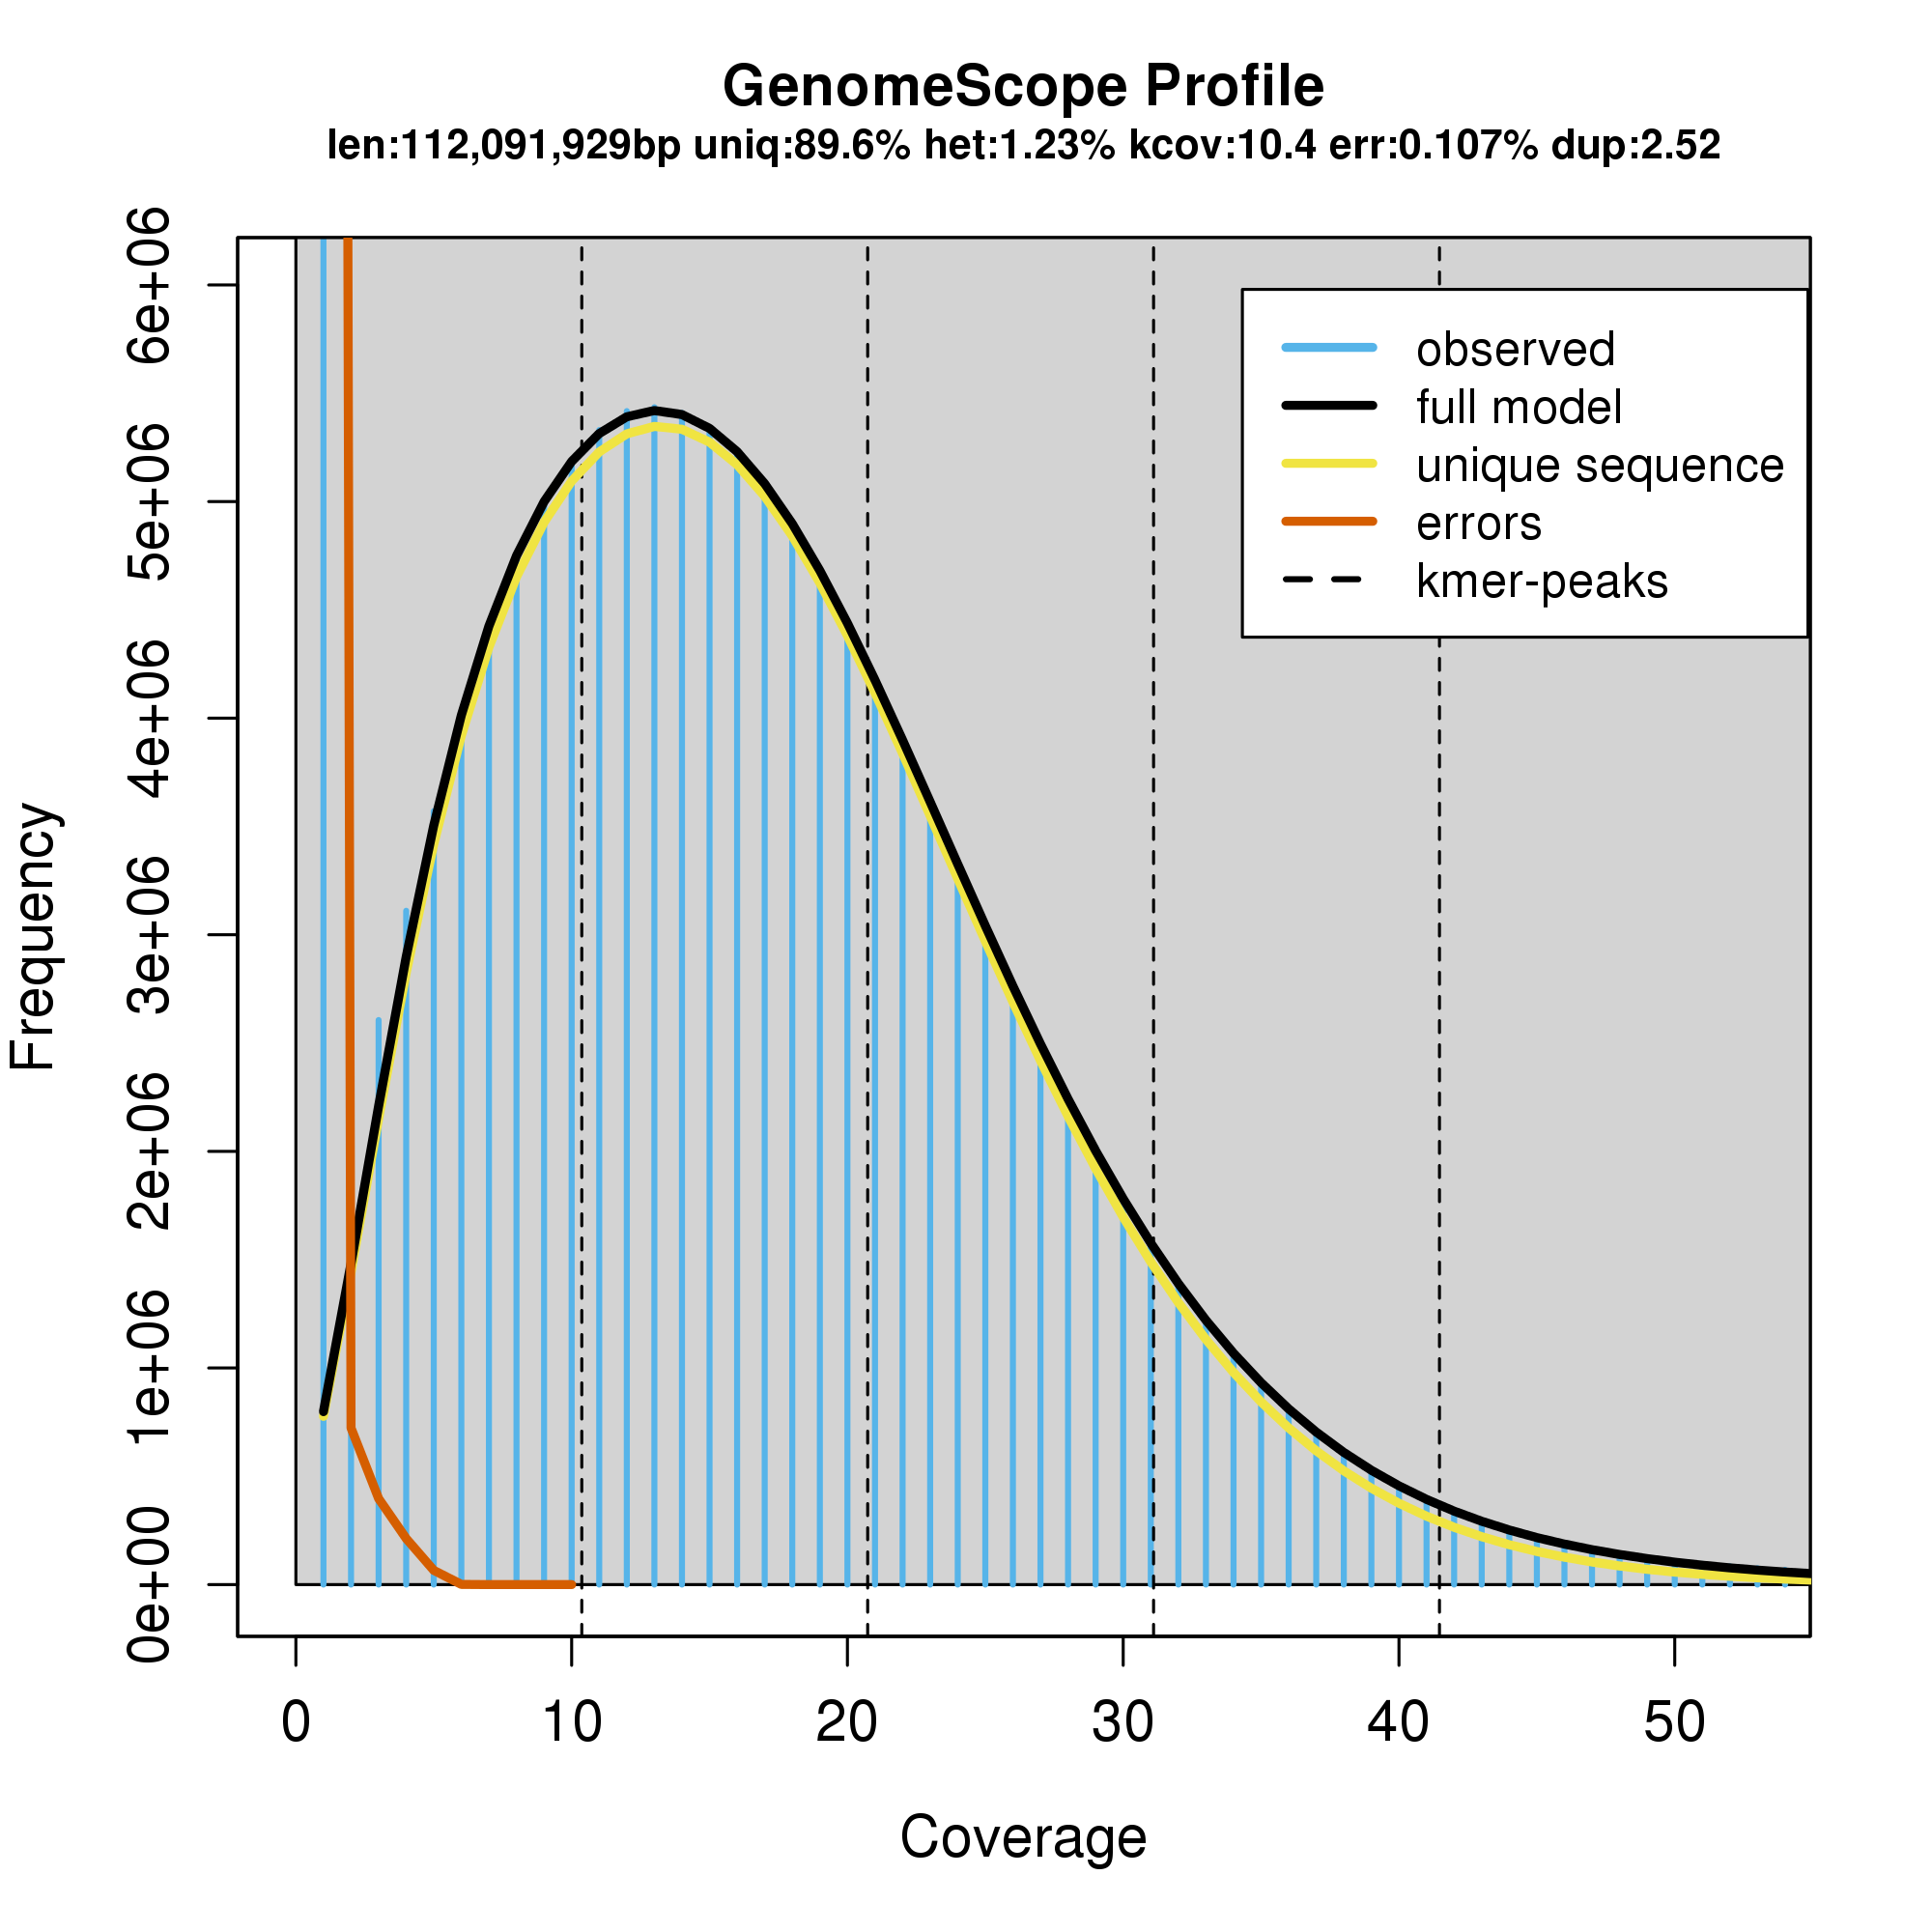 GenomeScope Profile
len:112,091,929bp uniq:89.6% het:1.23% kcov:10.4 err:0.107% dup:2.52
6e+06
5e+06
4e+06
3e+06
2e+06
1e+06
0e+00
Frequency
observed
full model
unique sequence
errors
kmer-peaks
0 10 20 30 40 50
Coverage